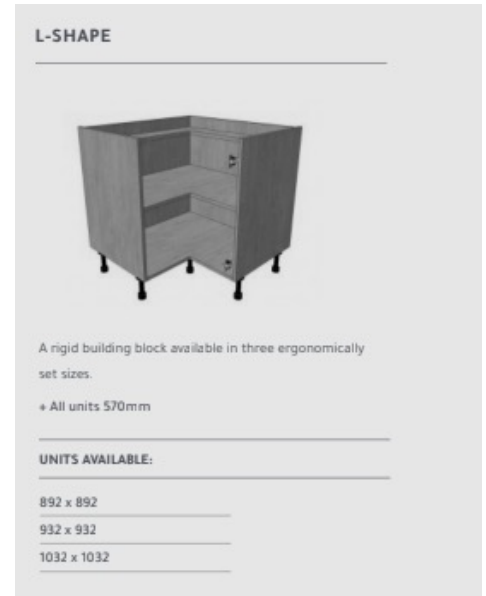 L-SHAPE
A rigid building block available in three ergonomically
set sizes.
+ All units 570mm
UNITS AVAILABLE:
892 x 892
932 x 932
1032 x 1032